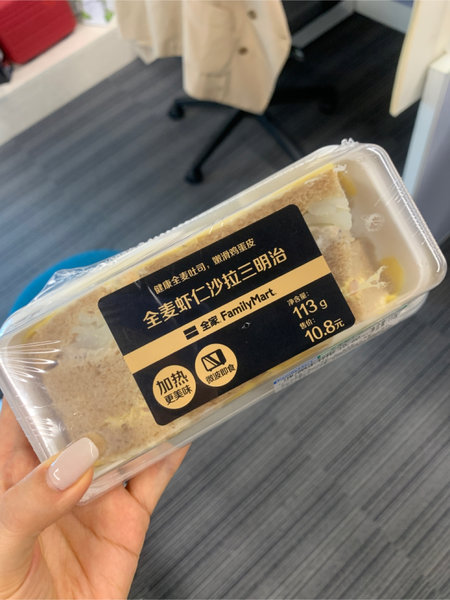 健康全麦吐司，嫩滑鸡蛋皮
全麦虾仁沙拉三明治
全家 FamilyMart
加热
更美味
微波即食
净含量:
113g
售价:
10.8元